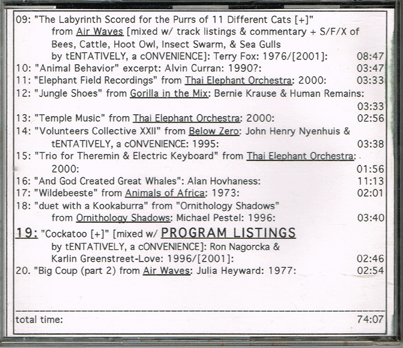 09: "The Labyrinth Scored for the Purrs of 11 Different Cats [+]"
from Air Waves [mixed w/ track listings & commentary + S/F/X of
Bees, Cattle, Hoot Owl, Insect Swarm, & Sea Gulls
by tENTATIVELY, a cONVENIENCE]: Terry Fox: 1976/[2001]: 08:47
10: "Animal Behavior" excerpt: Alvin Curran: 1990?: 03:47
11: "Elephant Field Recordings" from Thai Elephant Orchestra: 2000: 03:33
12: "Jungle Shoes" from Gorilla in the Mix: Bernie Krause & Human Remains:
03:33
13: "Temple Music" from Thai Elephant Orchestra: 2000: 02:56
14: "Volunteers Collective XXII" from Below Zero: John Henry Nyenhuis &
tENTATIVELY, a cONVENIENCE: 1995: 03:38
15: "Trio for Theremin & Electric Keyboard" from Thai Elephant Orchestra:
2000: 01:56
16: "And God Created Great Whales": Alan Hovhaness: 11:13
17: "Wildebeeste" from Animals of Africa: 1973: 02:01
18: "duet with a Kookaburra" from "Ornithology Shadows"
from Ornithology Shadows: Michael Pestel: 1996: 03:40
19: "Cockatoo [+]" [mixed w/ PROGRAM LISTINGS
by tENTATIVELY, a cONVENIENCE]: Ron Nagorcka &
Karlin Greenstreet-Love: 1996/[2001]: 02:46
20. "Big Coup (part 2) from Air Waves: Julia Heyward: 1977: 02:54
total time: 74:07